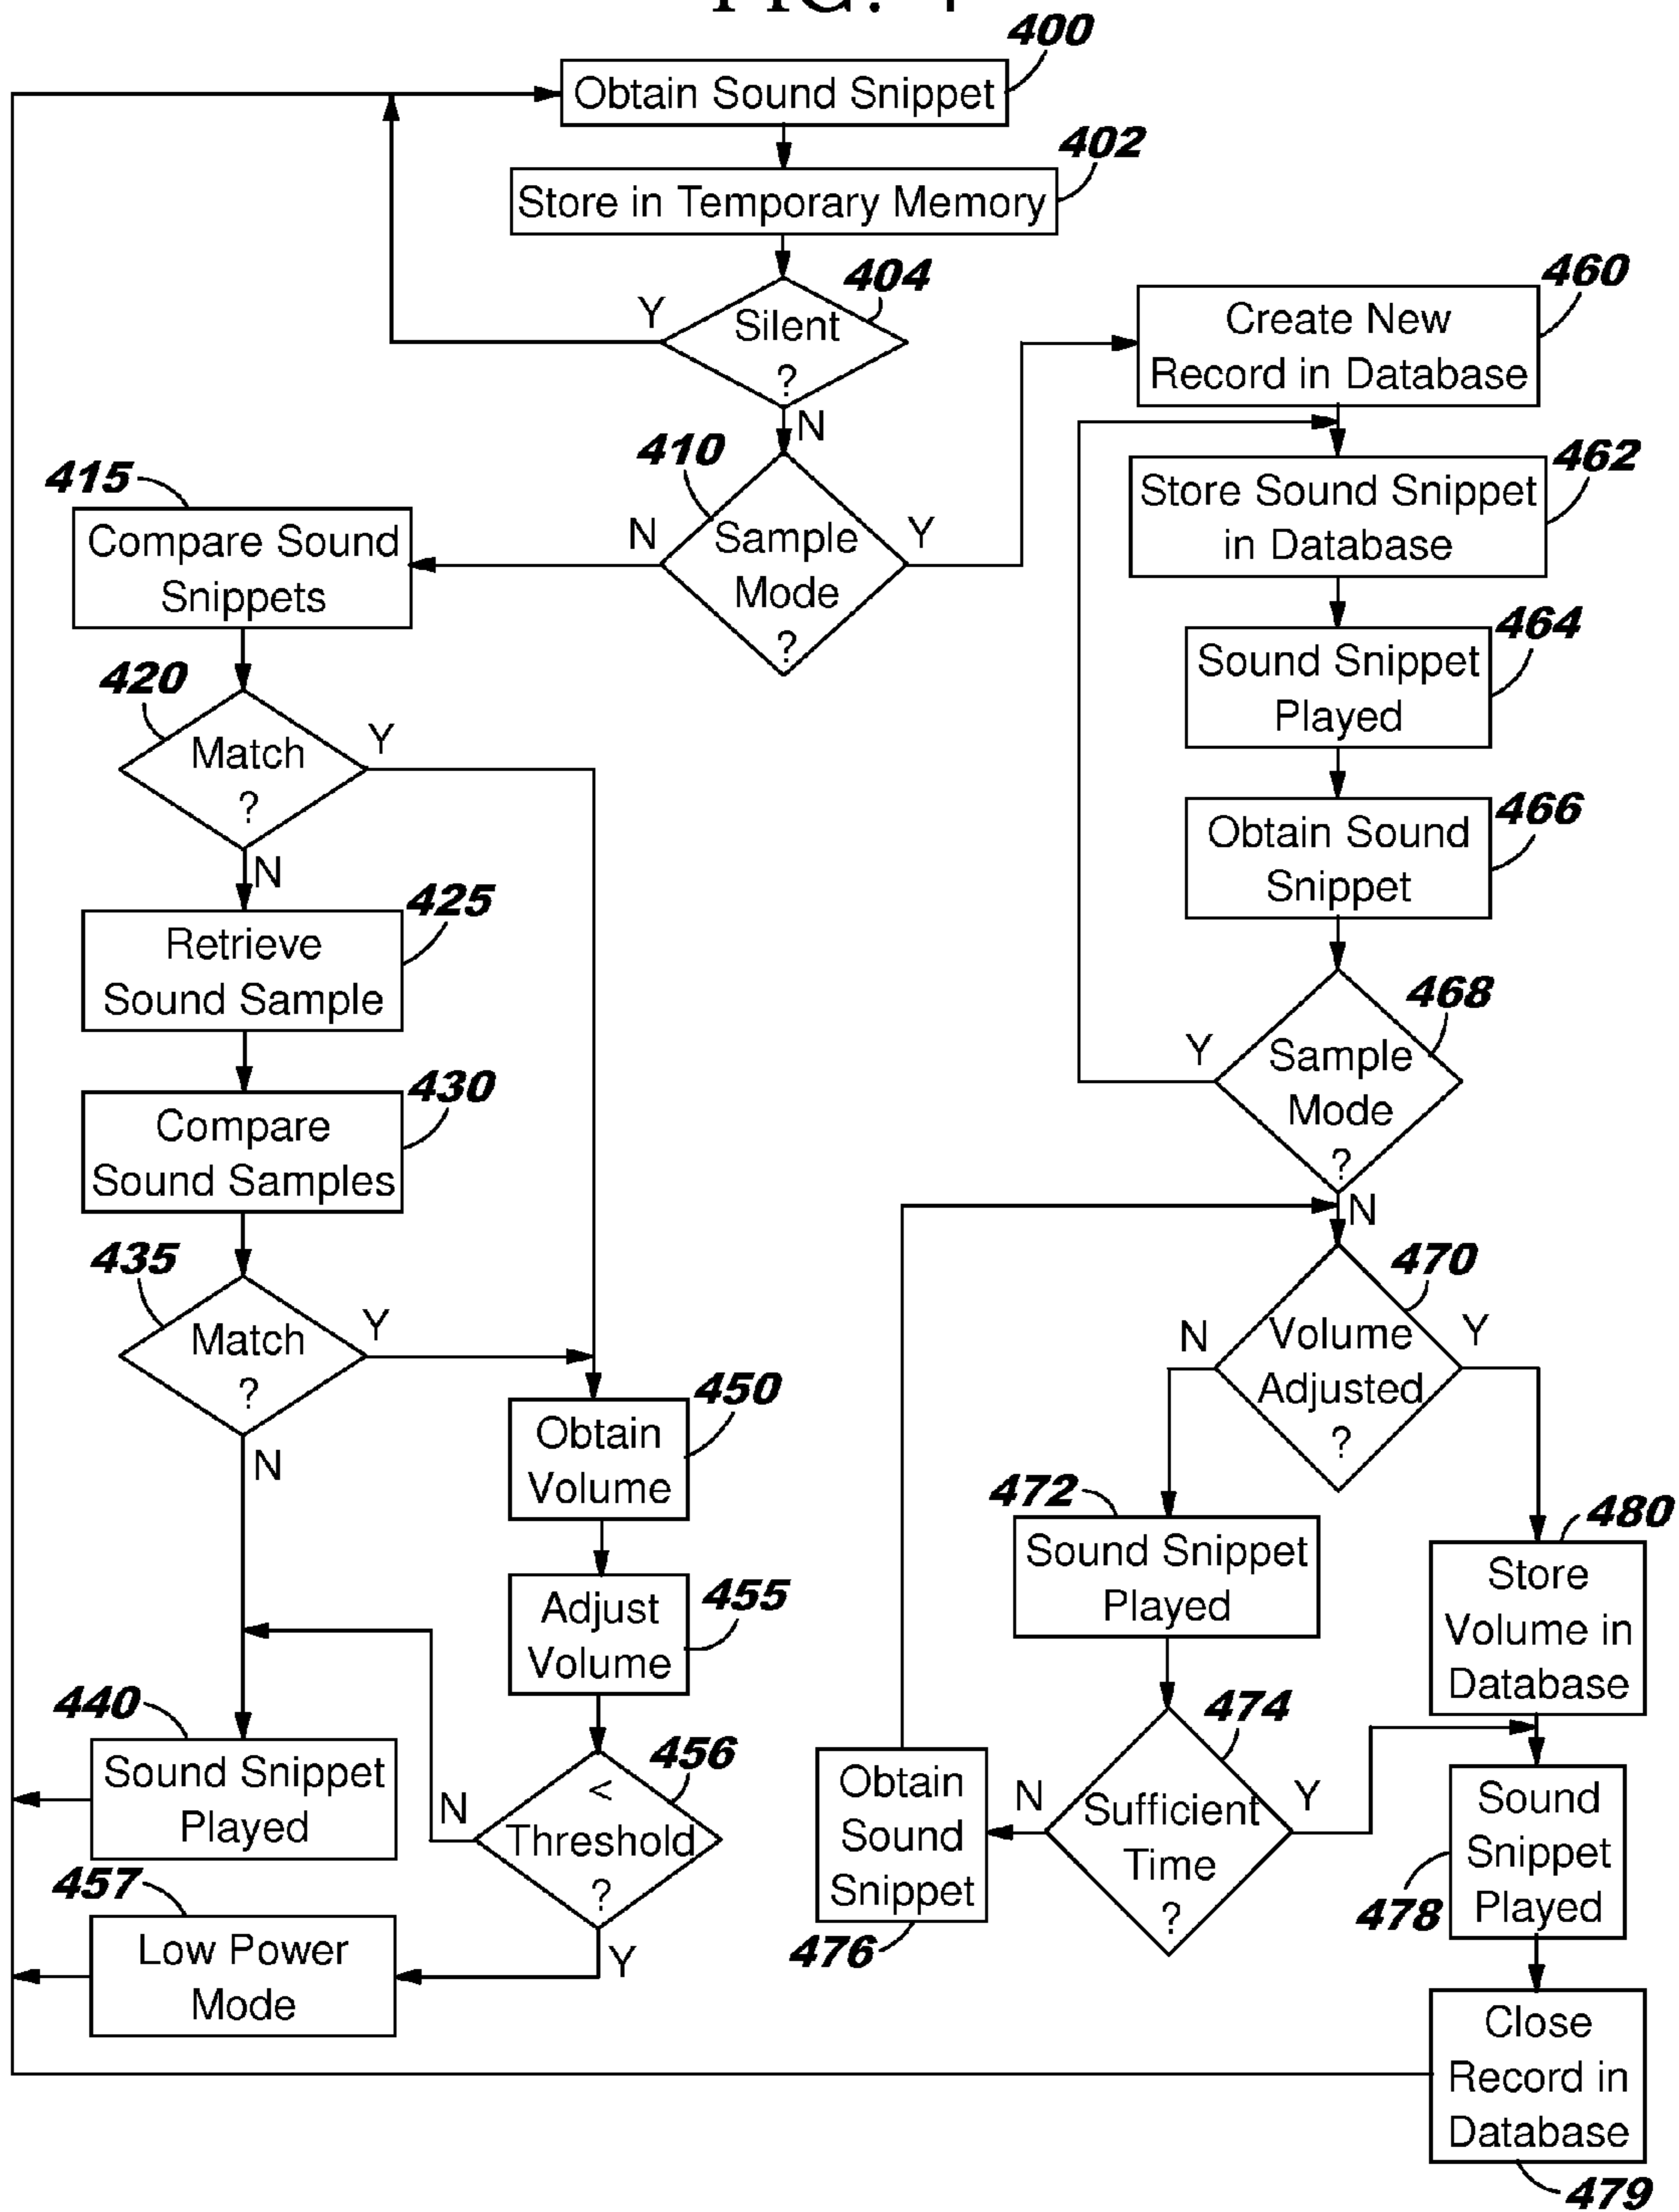 FIG. 4
400
Obtain Sound Snippet
402
Store in Temporary Memory
404
Silent
?
Y
N
410
Sample
Mode
?
N
Y
415
Compare Sound
Snippets
420
Match
?
Y
N
425
Retrieve
Sound Sample
430
Compare
Sound Samples
435
Match
?
Y
N
450
Obtain
Volume
455
Adjust
Volume
456
<
Threshold
?
N
Y
440
Sound Snippet
Played
457
Low Power
Mode
460
Create New
Record in Database
462
Store Sound Snippet
in Database
464
Sound Snippet
Played
466
Obtain Sound
Snippet
468
Sample
Mode
?
Y
N
470
Volume
Adjusted
?
N
Y
472
Sound Snippet
Played
474
Sufficient
Time
?
N
Y
476
Obtain
Sound
Snippet
480
Store
Volume in
Database
478
Sound
Snippet
Played
Close
Record in
Database
479